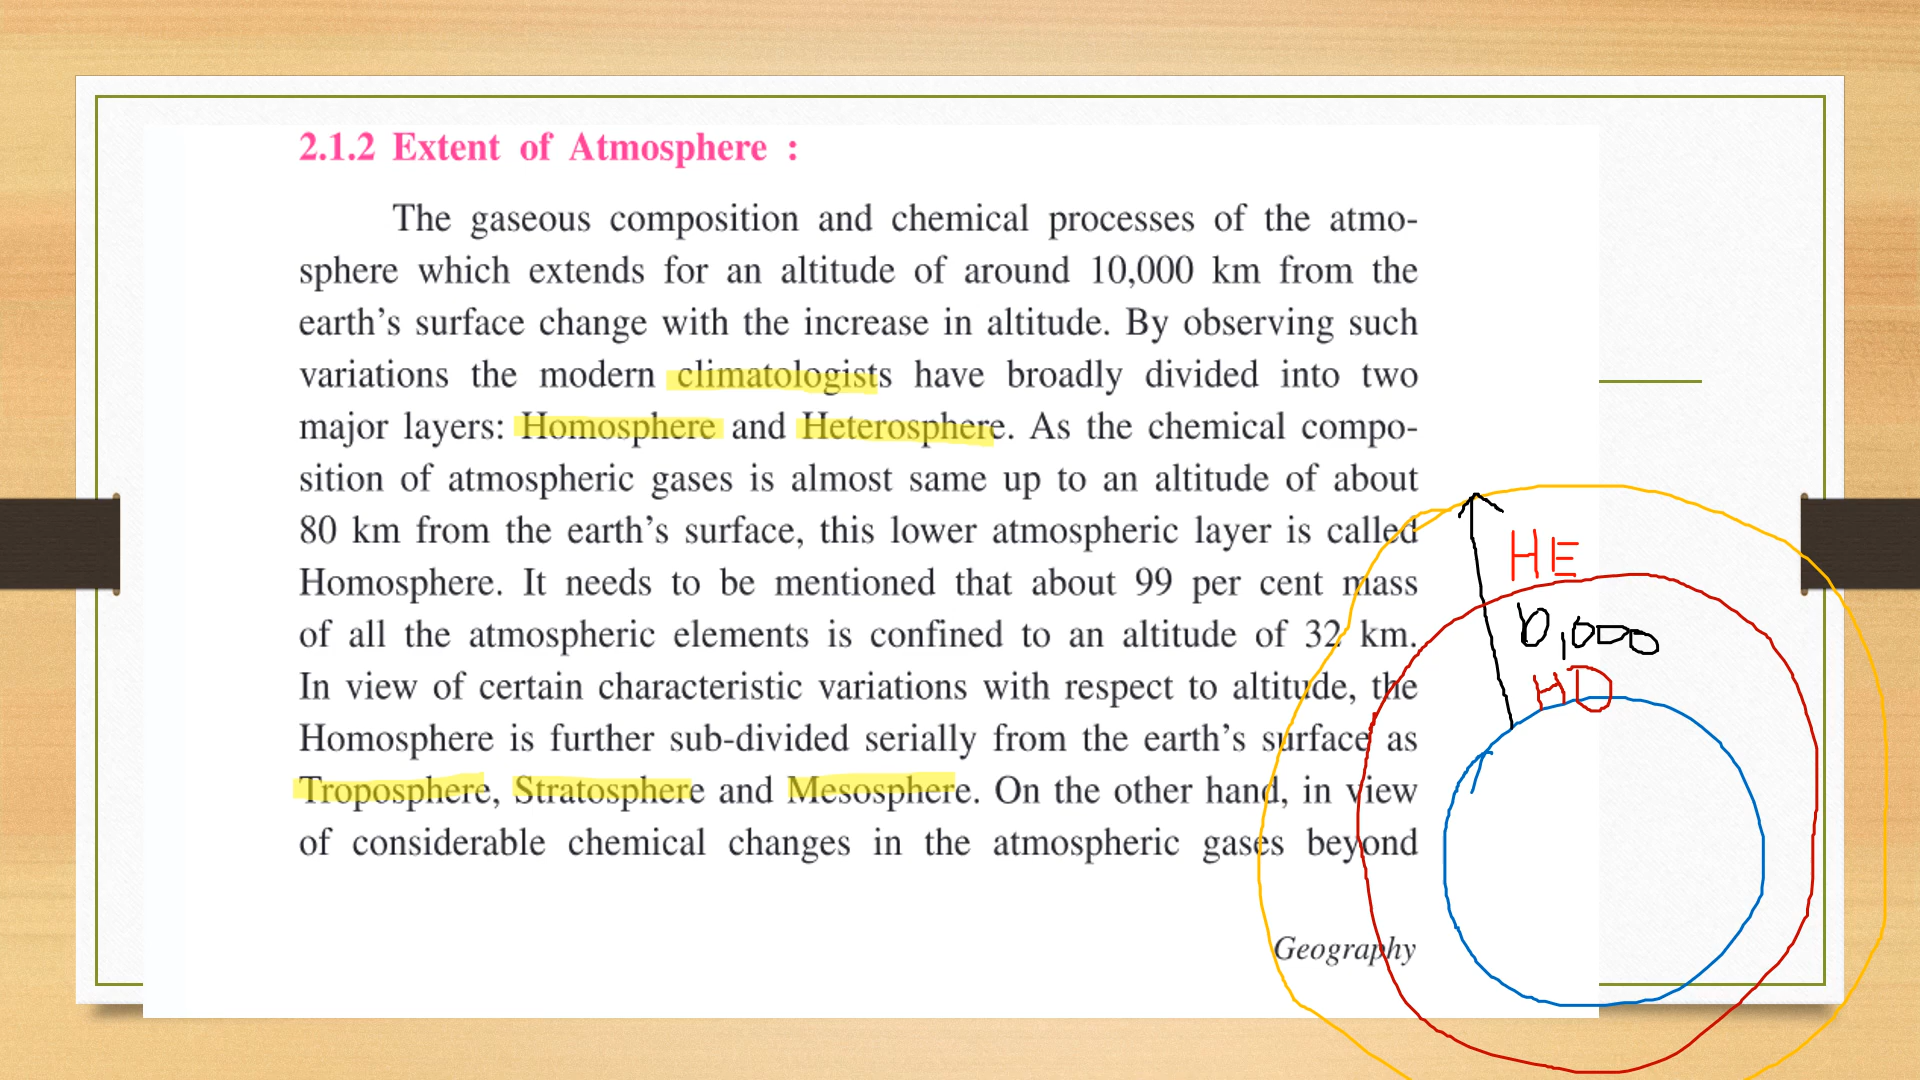 2.1.2 Extent of Atmosphere :
The gaseous composition and chemical processes of the atmo-
sphere which extends for an altitude of around 10,000 km from the
earth's surface change with the increase in altitude. By observing such
variations the modern climatologists have broadly divided into two
major layers: Homosphere and Heterosphere. As the chemical compo-
sition of atmospheric gases is almost same up to an altitude of about
80 km from the earth's surface, this lower atmospheric layer is called
Homosphere. It needs to be mentioned that about 99 per cent mass
of all the atmospheric elements is confined to an altitude of 32 km.
In view of certain characteristic variations with respect to altitude, the
Homosphere is further sub-divided serially from the earth's surface as
Troposphere, Stratosphere and Mesosphere. On the other hand, in view
of considerable chemical changes in the atmospheric gases beyond
Geography
HE
10,000
HO